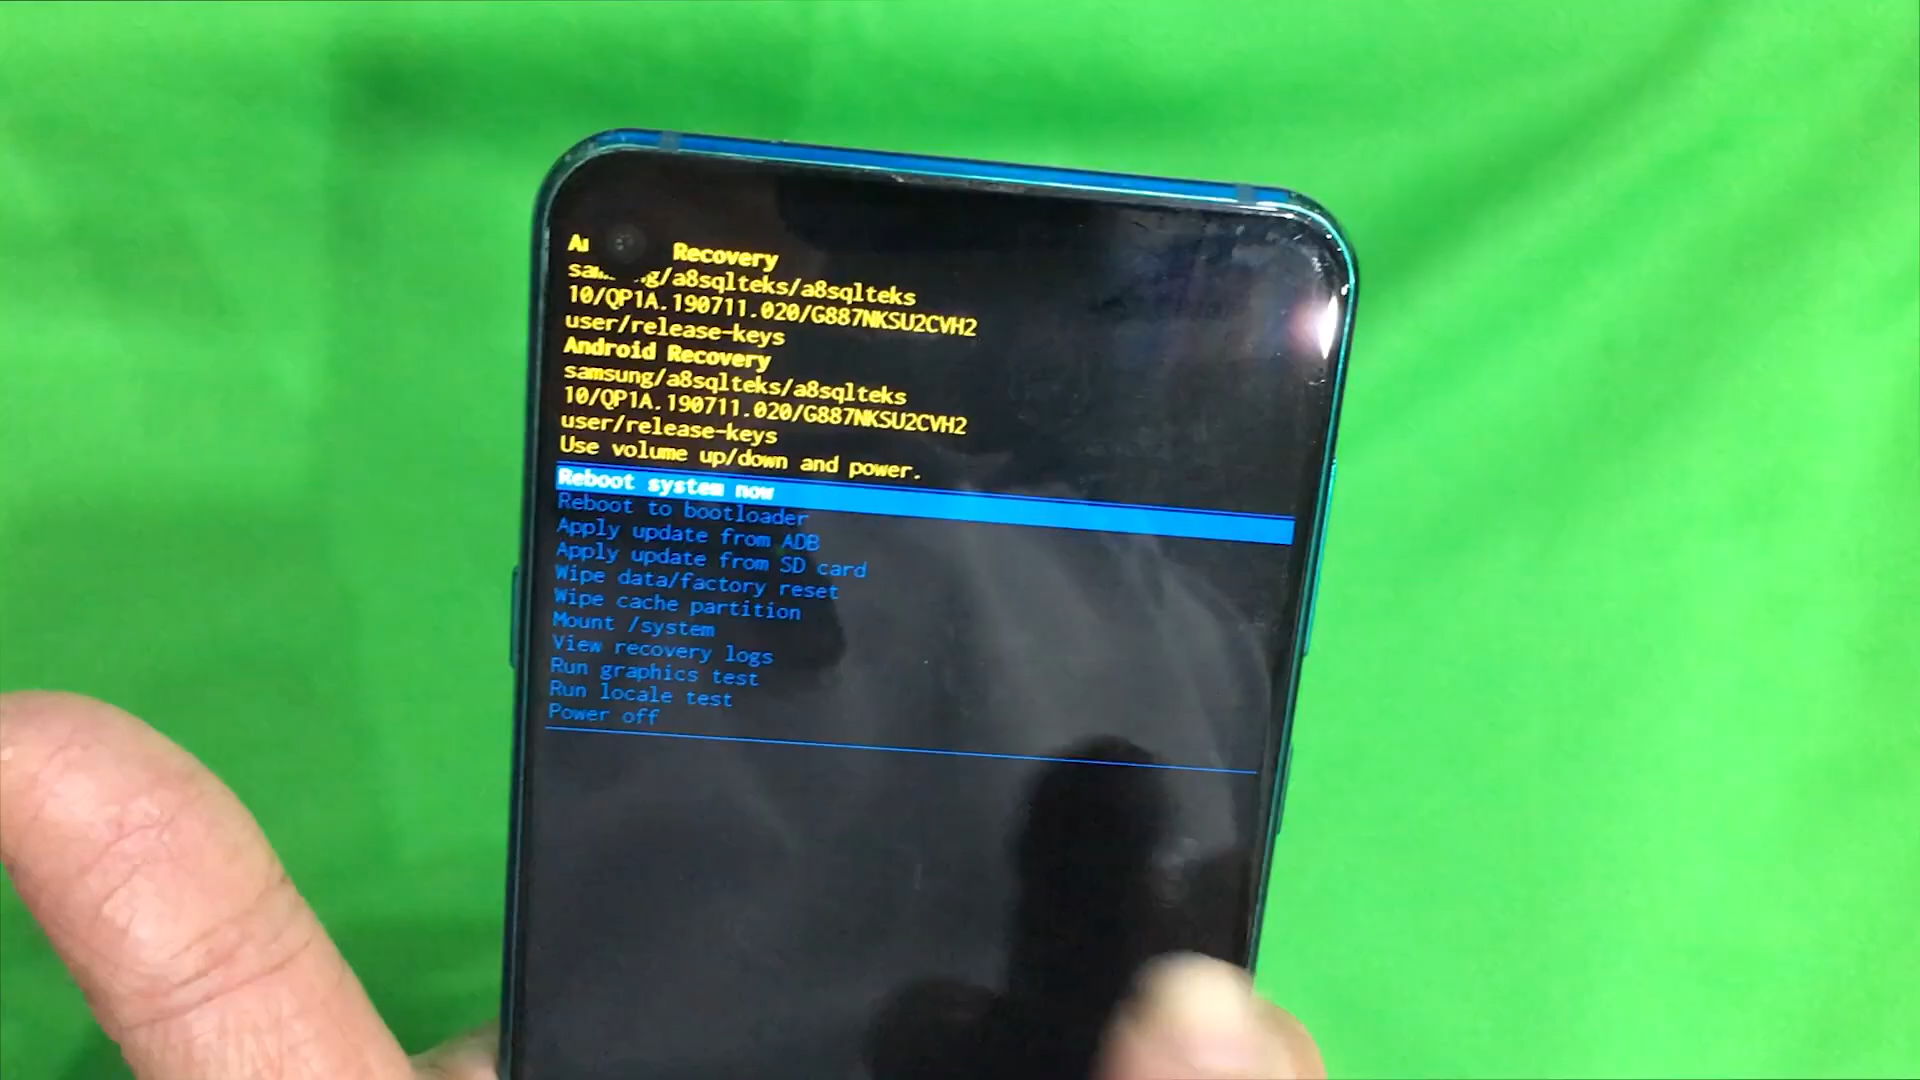 Recovery
/a8sqlteks/a8sqlteks
10/QP1A.190711.020/G887NKSU2CVH2
user/release-keys
Android Recovery
samsung/a8sqlteks/a8sqlteks
10/QP1A.190711.020/G887NKSU2CVH2
user/release-keys
Use volume up/down and power.
Reboot system now
Reboot to bootloader
Apply update from ADB
Apply update from SD card
Wipe data/factory reset
Wipe cache partition
Mount /system
View recovery logs
Run graphics test
Run locale test
Power off